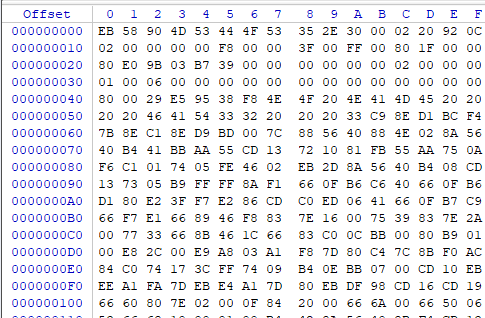 Offset 0 1 2 3 4 5 6 7 8 9 A B C D E F
000000000 EB 58 90 4D 53 44 4F 53 35 2E 30 00 02 20 92 0C
000000010 02 00 00 00 00 F8 00 00 3F 00 FF 00 80 1F 00 00
000000020 80 E0 9B 03 B7 39 00 00 00 00 00 00 02 00 00 00
000000030 01 00 06 00 00 00 00 00 00 00 00 00 00 00 00 00
000000040 80 00 29 E5 95 38 F8 4E 4F 20 4E 41 4D 45 20 20
000000050 20 20 46 41 54 33 32 20 20 20 33 C9 8E D1 BC F4
000000060 7B 8E C1 8E D9 BD 00 7C 88 56 40 88 4E 02 8A 56
000000070 40 B4 41 BB AA 55 CD 13 72 10 81 FB 55 AA 75 0A
000000080 F6 C1 01 74 05 FE 46 02 EB 2D 8A 56 40 B4 08 CD
000000090 13 73 05 B9 FF FF 8A F1 66 0F B6 C6 40 66 0F B6
0000000A0 D1 80 E2 3F F7 E2 86 CD C0 ED 06 41 66 0F B7 C9
0000000B0 66 F7 E1 66 89 46 F8 83 7E 16 00 75 39 83 7E 2A
0000000C0 00 77 33 66 8B 46 1C 66 83 C0 0C BB 00 80 B9 01
0000000D0 00 E8 2C 00 E9 A8 03 A1 F8 7D 80 C4 7C 8B F0 AC
0000000E0 84 C0 74 17 3C FF 74 09 B4 0E BB 07 00 CD 10 EB
0000000F0 EE A1 FA 7D EB E4 A1 7D 80 EB DF 98 CD 16 CD 19
000000100 66 60 80 7E 02 00 0F 84 20 00 66 6A 00 66 50 06